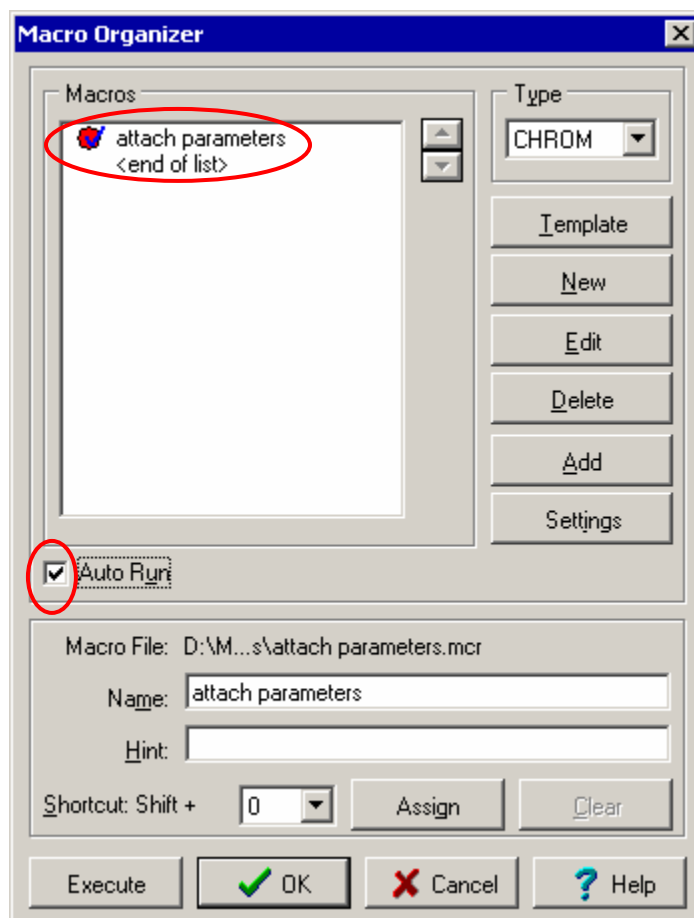 Macro Organizer
Macros
attach parameters
<end of list>
Type
CHROM
Template
New
Edit
Delete
Add
Settings
Auto Run
Macro File: D:\M...s\attach parameters.mcr
Name: attach parameters
Hint:
Shortcut: Shift + 0 Assign Clear
Execute OK Cancel ? Help